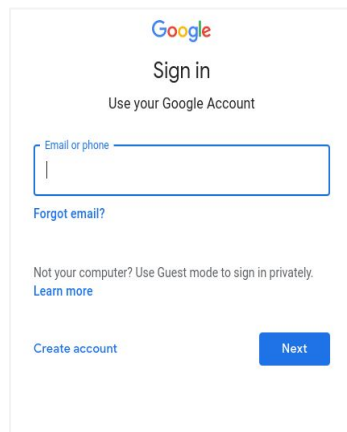 Google
Sign in
Use your Google Account
Email or phone
Forgot email?
Not your computer? Use Guest mode to sign in privately.
Learn more
Create account
Next